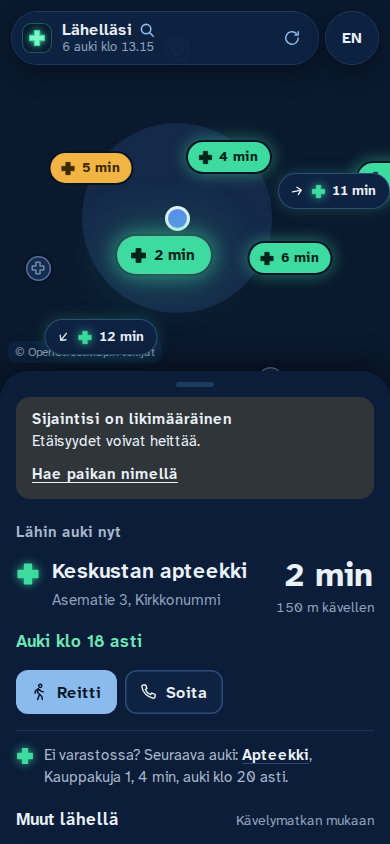 Lähelläsi
6 auki klo 13.15
EN
5 min
4 min
11 min
2 min
6 min
12 min
Sijaintisi on likimääräinen
Etäisyydet voivat heittää.
Hae paikan nimellä
Lähin auki nyt
Keskustan apteekki
2 min
Asematie 3, Kirkkonummi
150 m kävellen
Auki klo 18 asti
Reitti
Soita
Ei varastossa? Seuraava auki: Apteekki,
Kauppakuja 1, 4 min, auki klo 20 asti.
Muut lähellä
Kävelymatkan mukaan